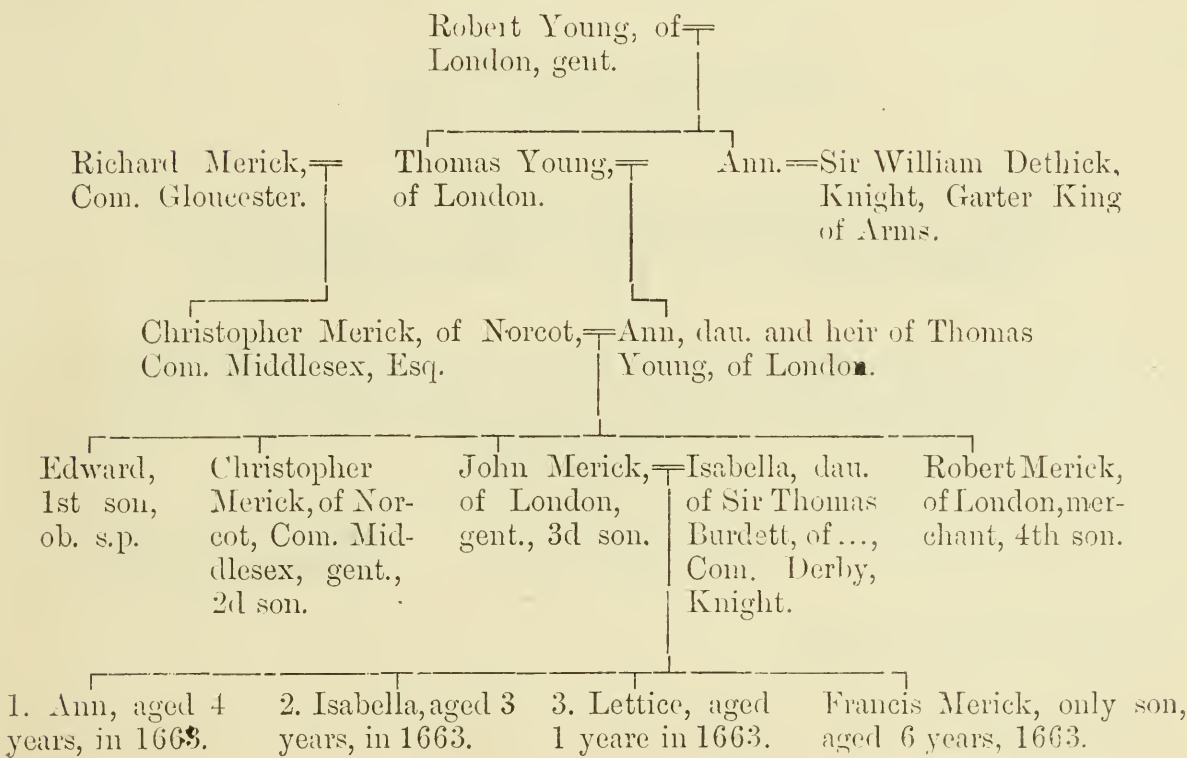 Robert Young, of
London, gent.
Richard Merick,
Com. Gloucester.
Thomas Young,
of London.
Ann.
Sir William Dethick,
Knight, Garter King
of Arms.
Christopher Merick, of Norcot,
Com. Middlesex, Esq.
Ann, dau. and heir of Thomas
Young, of London.
Edward,
1st son,
ob. s.p.
Christopher
Merick, of Nor-
cot, Com. Mid-
dlesex, gent.,
2d son.
John Merick,
of London,
gent., 3d son.
Isabella, dau.
of Sir Thomas
Burdett, of ...,
Com. Derby,
Knight.
Robert Merick,
of London, mer-
chant, 4th son.
1. Ann, aged 4
years, in 1663.
2. Isabella, aged 3
years, in 1663.
3. Lettice, aged
1 yeare in 1663.
Francis Merick, only son,
aged 6 years, 1663.